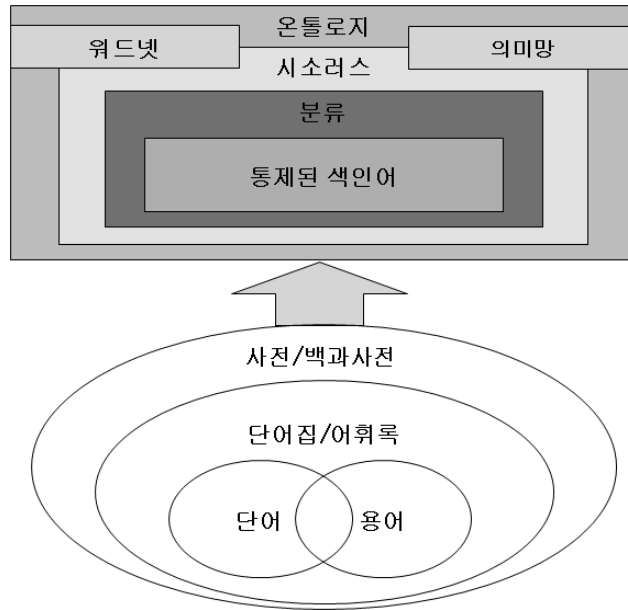 온톨로지
워드넷
의미망
시소러스
분류
통제된 색인어
사전/백과사전
단어집/어휘록
단어
용어